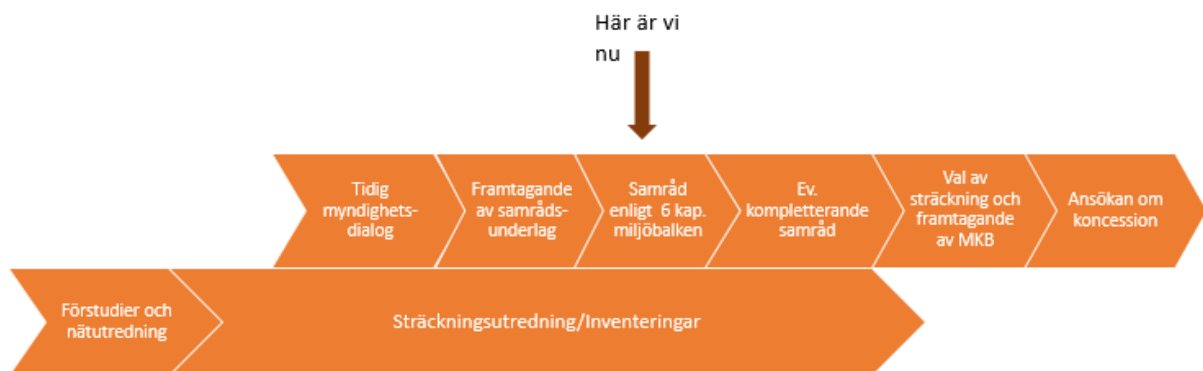 Här är vi
nu
Tidig
myndighets-
dialog
Framtagande
av samråds-
underlag
Samråd
enligt 6 kap.
miljöbalken
Ev.
kompletterande
samråd
Val av
sträckning och
framtagande
av MKB
Ansökan om
koncession
Förstudier och
nätutredning
Sträckningsutredning/Inventeringar